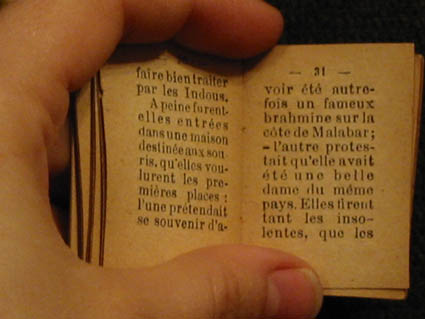 faire bien traiter
par les Indous.
A peine furent-
elles entrées
dans une maison
destinée aux sou-
ris, qu'elles vou-
lurent les pre-
mières places :
l'une prétendait
se souvenir d'a-
— 31 —
voir été autre-
fois un fameux
brahmine sur la
côte de Malabar;
-l'autre protes-
tait qu'elle avait
été une belle
dame du même
pays. Elles firent
tant les inso-
lentes, que les